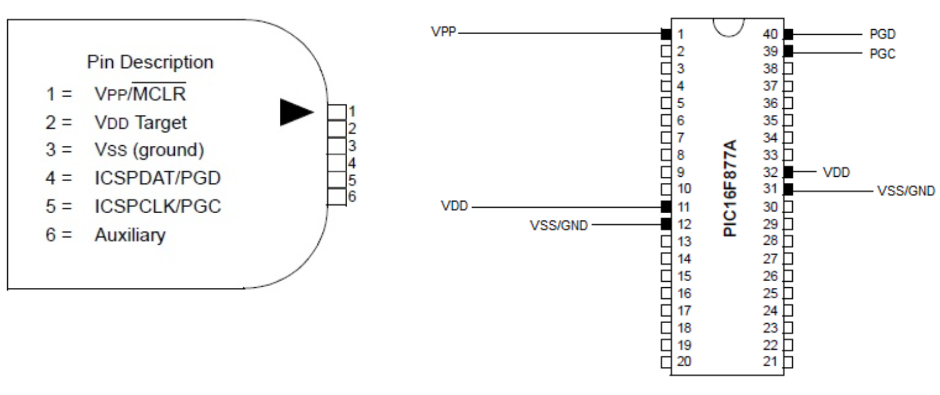 Pin Description
1 = VPP/MCLR
2 = VDD Target
3 = VSS (ground)
4 = ICSPDAT/PGD
5 = ICSPCLK/PGC
6 = Auxiliary
1
2
3
4
5
6
VPP
1 40 PGD
2 39 PGC
3 38
4 37
5 36
6 35
7 34
8 33
9 32 VDD
10 31 VSS/GND
VDD 11 30
VSS/GND 12 29
13 28
14 27
15 26
16 25
17 24
18 23
19 22
20 21
PIC16F877A